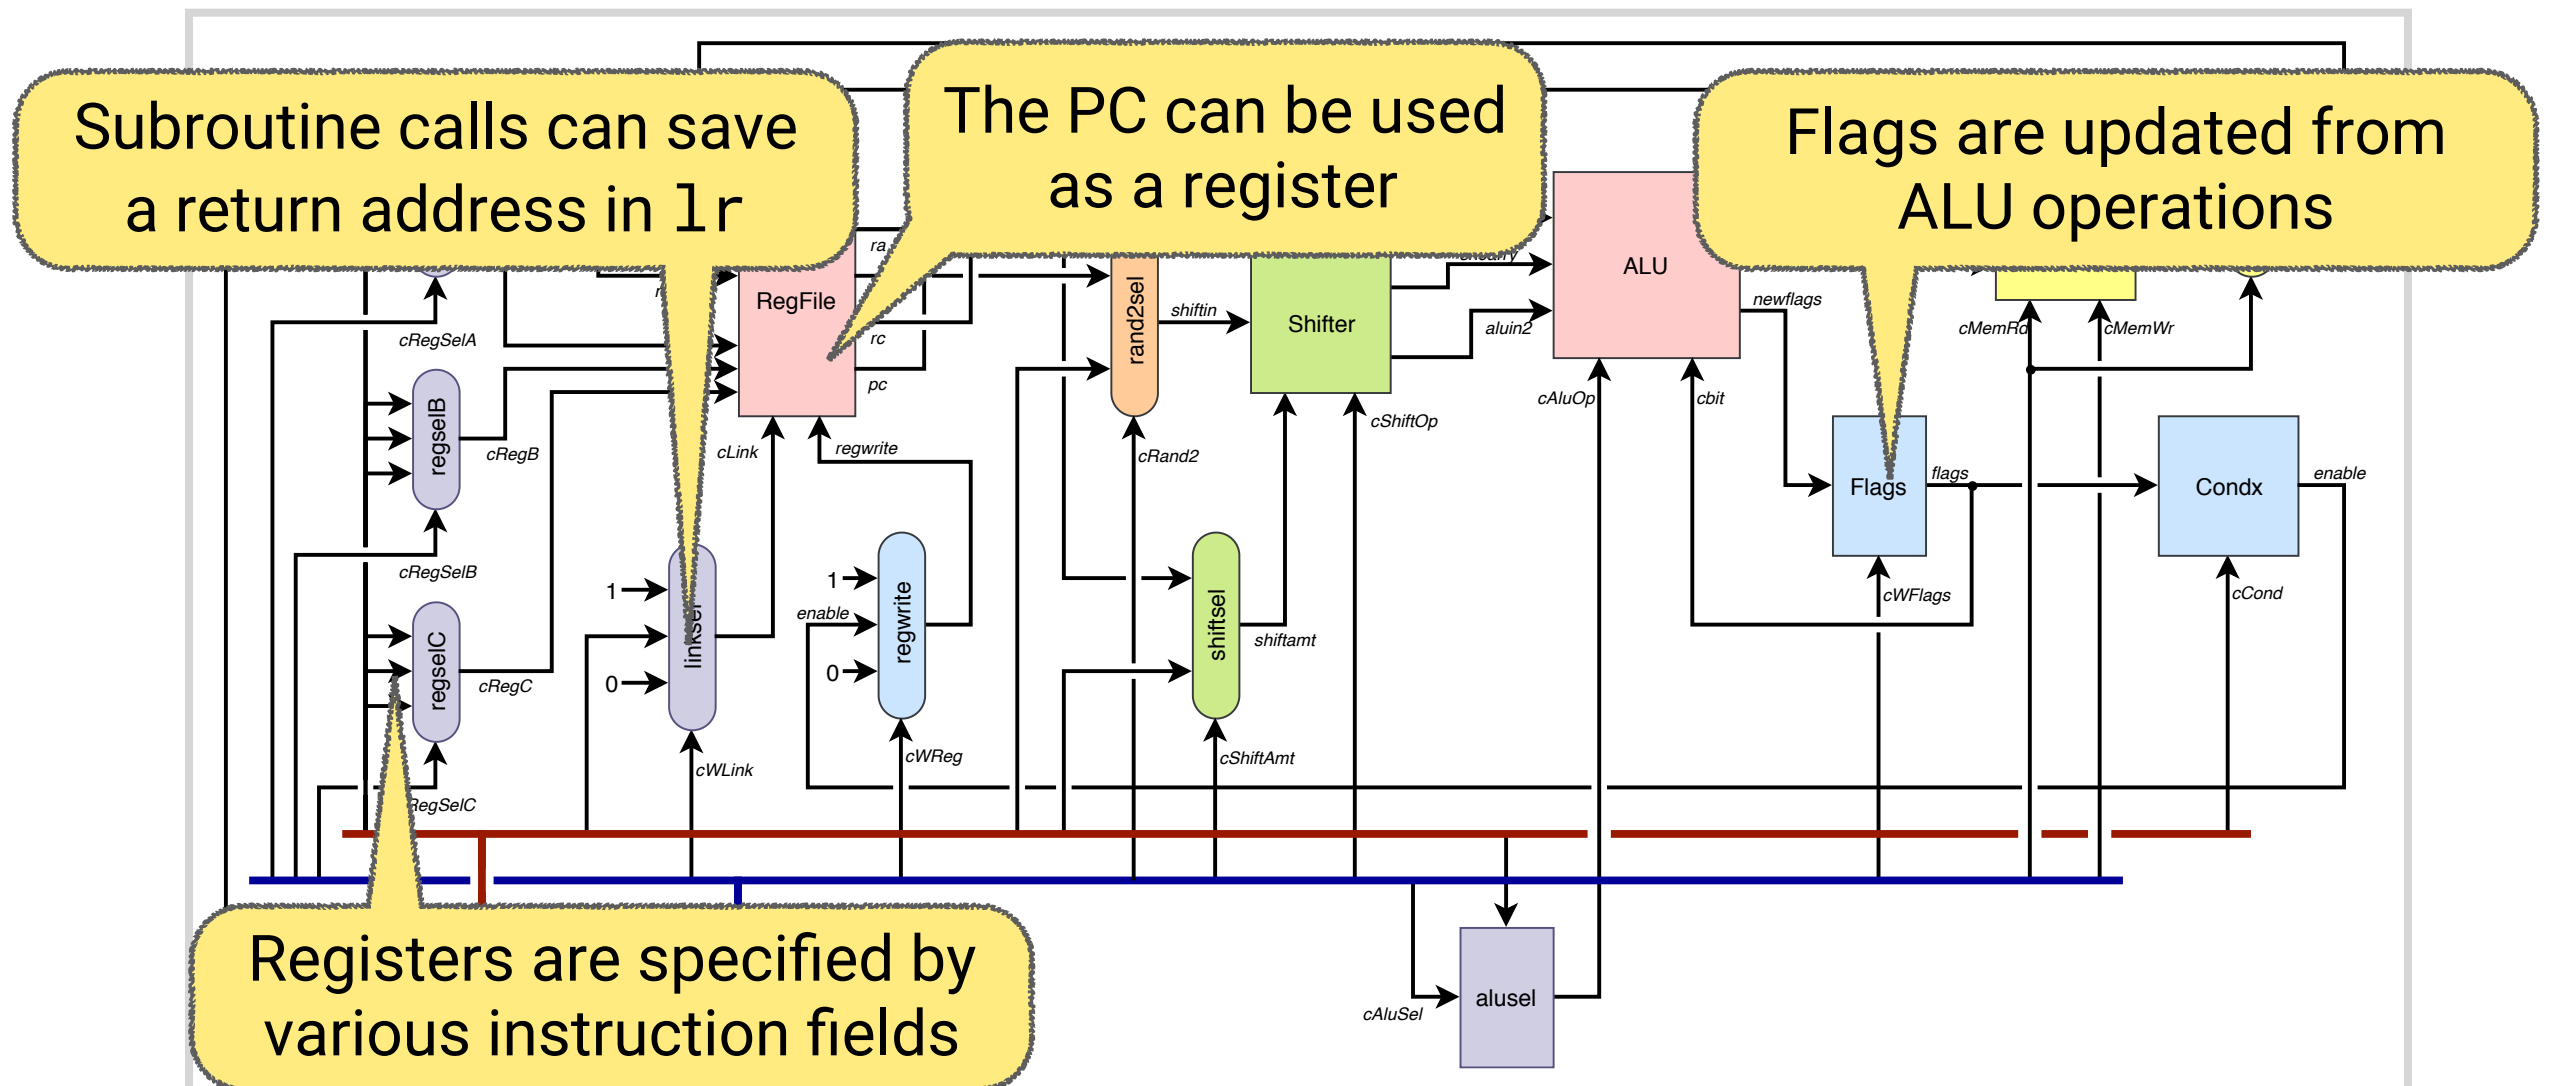 Subroutine calls can save
a return address in lr
The PC can be used
as a register
Flags are updated from
ALU operations
ra
RegFile
rc
pc
cRegSelA
regselB
cRegB
cRegSelB
regselC
cRegC
RegSelC
cLink
regwrite
1
0
linksel
cWLink
1
enable
0
regwrite
cWReg
rand2sel
cRand2
shiftin
Shifter
aluin2
cShiftOp
shiftsel
shiftamt
cShiftAmt
ALU
newflags
cAluOp
cbit
cMemRd
cMemWr
Flags
flags
cWFlags
Condx
enable
cCond
Registers are specified by
various instruction fields
cAluSel
alusel